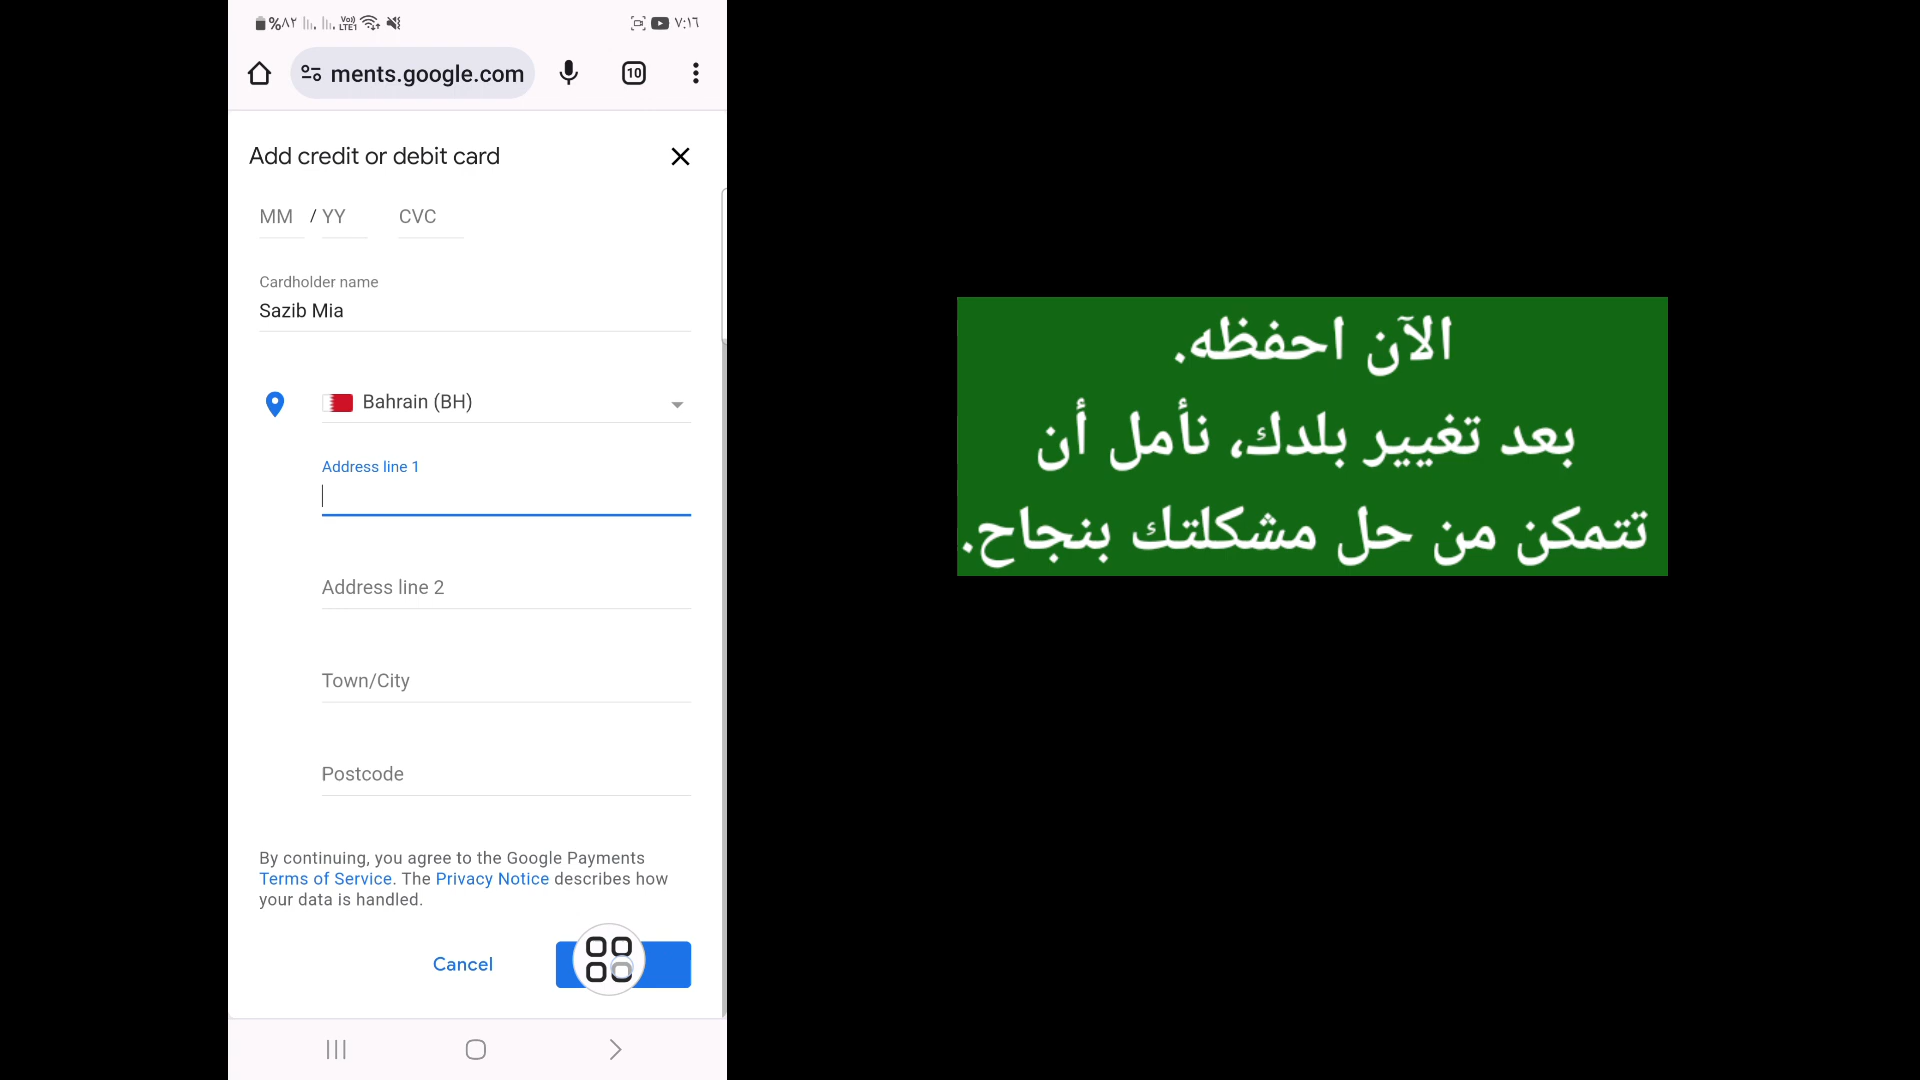 %٨٢ Vo)) LTE1 ٧:١٦
ments.google.com 10
Add credit or debit card
MM / YY CVC
Cardholder name
Sazib Mia
Bahrain (BH)
Address line 1
Address line 2
Town/City
Postcode
By continuing, you agree to the Google Payments
Terms of Service. The Privacy Notice describes how
your data is handled.
Cancel
الآن احفظه.
بعد تغيير بلدك، نأمل أن
تتمكن من حل مشكلتك بنجاح.